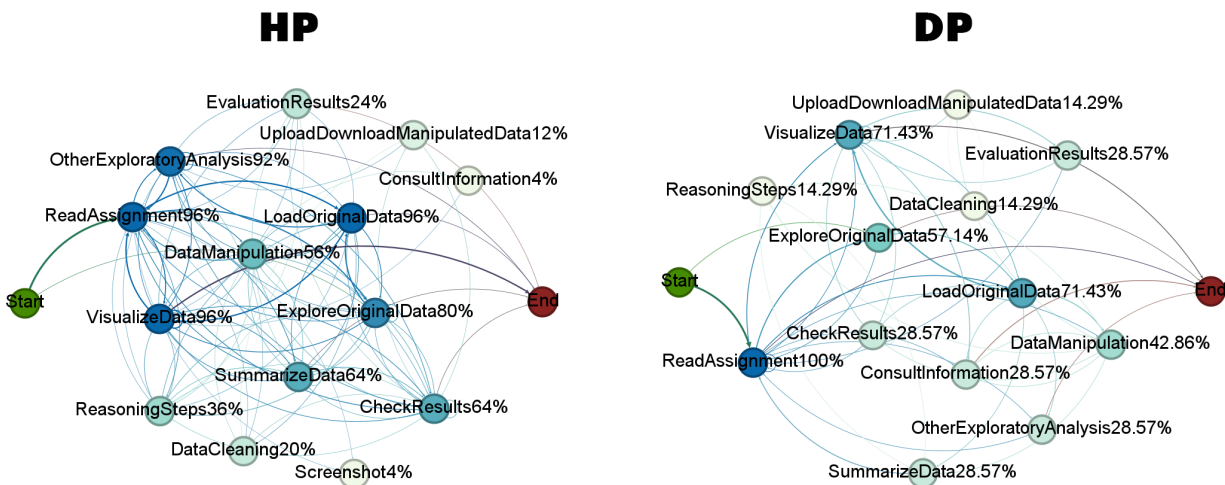 HP
EvaluationResults24%
UploadDownloadManipulatedData12%
OtherExploratoryAnalysis92%
ConsultInformation4%
ReadAssignment96%
LoadOriginalData96%
DataManipulation56%
Start
End
VisualizeData96%
ExploreOriginalData80%
SummarizeData64%
ReasoningSteps36%
CheckResults64%
DataCleaning20%
Screenshot4%
DP
UploadDownloadManipulatedData14.29%
VisualizeData71.43%
EvaluationResults28.57%
ReasoningSteps14.29%
DataCleaning14.29%
ExploreOriginalData57.14%
Start
LoadOriginalData71.43%
End
CheckResults28.57%
DataManipulation42.86%
ReadAssignment100%
ConsultInformation28.57%
OtherExploratoryAnalysis28.57%
SummarizeData28.57%